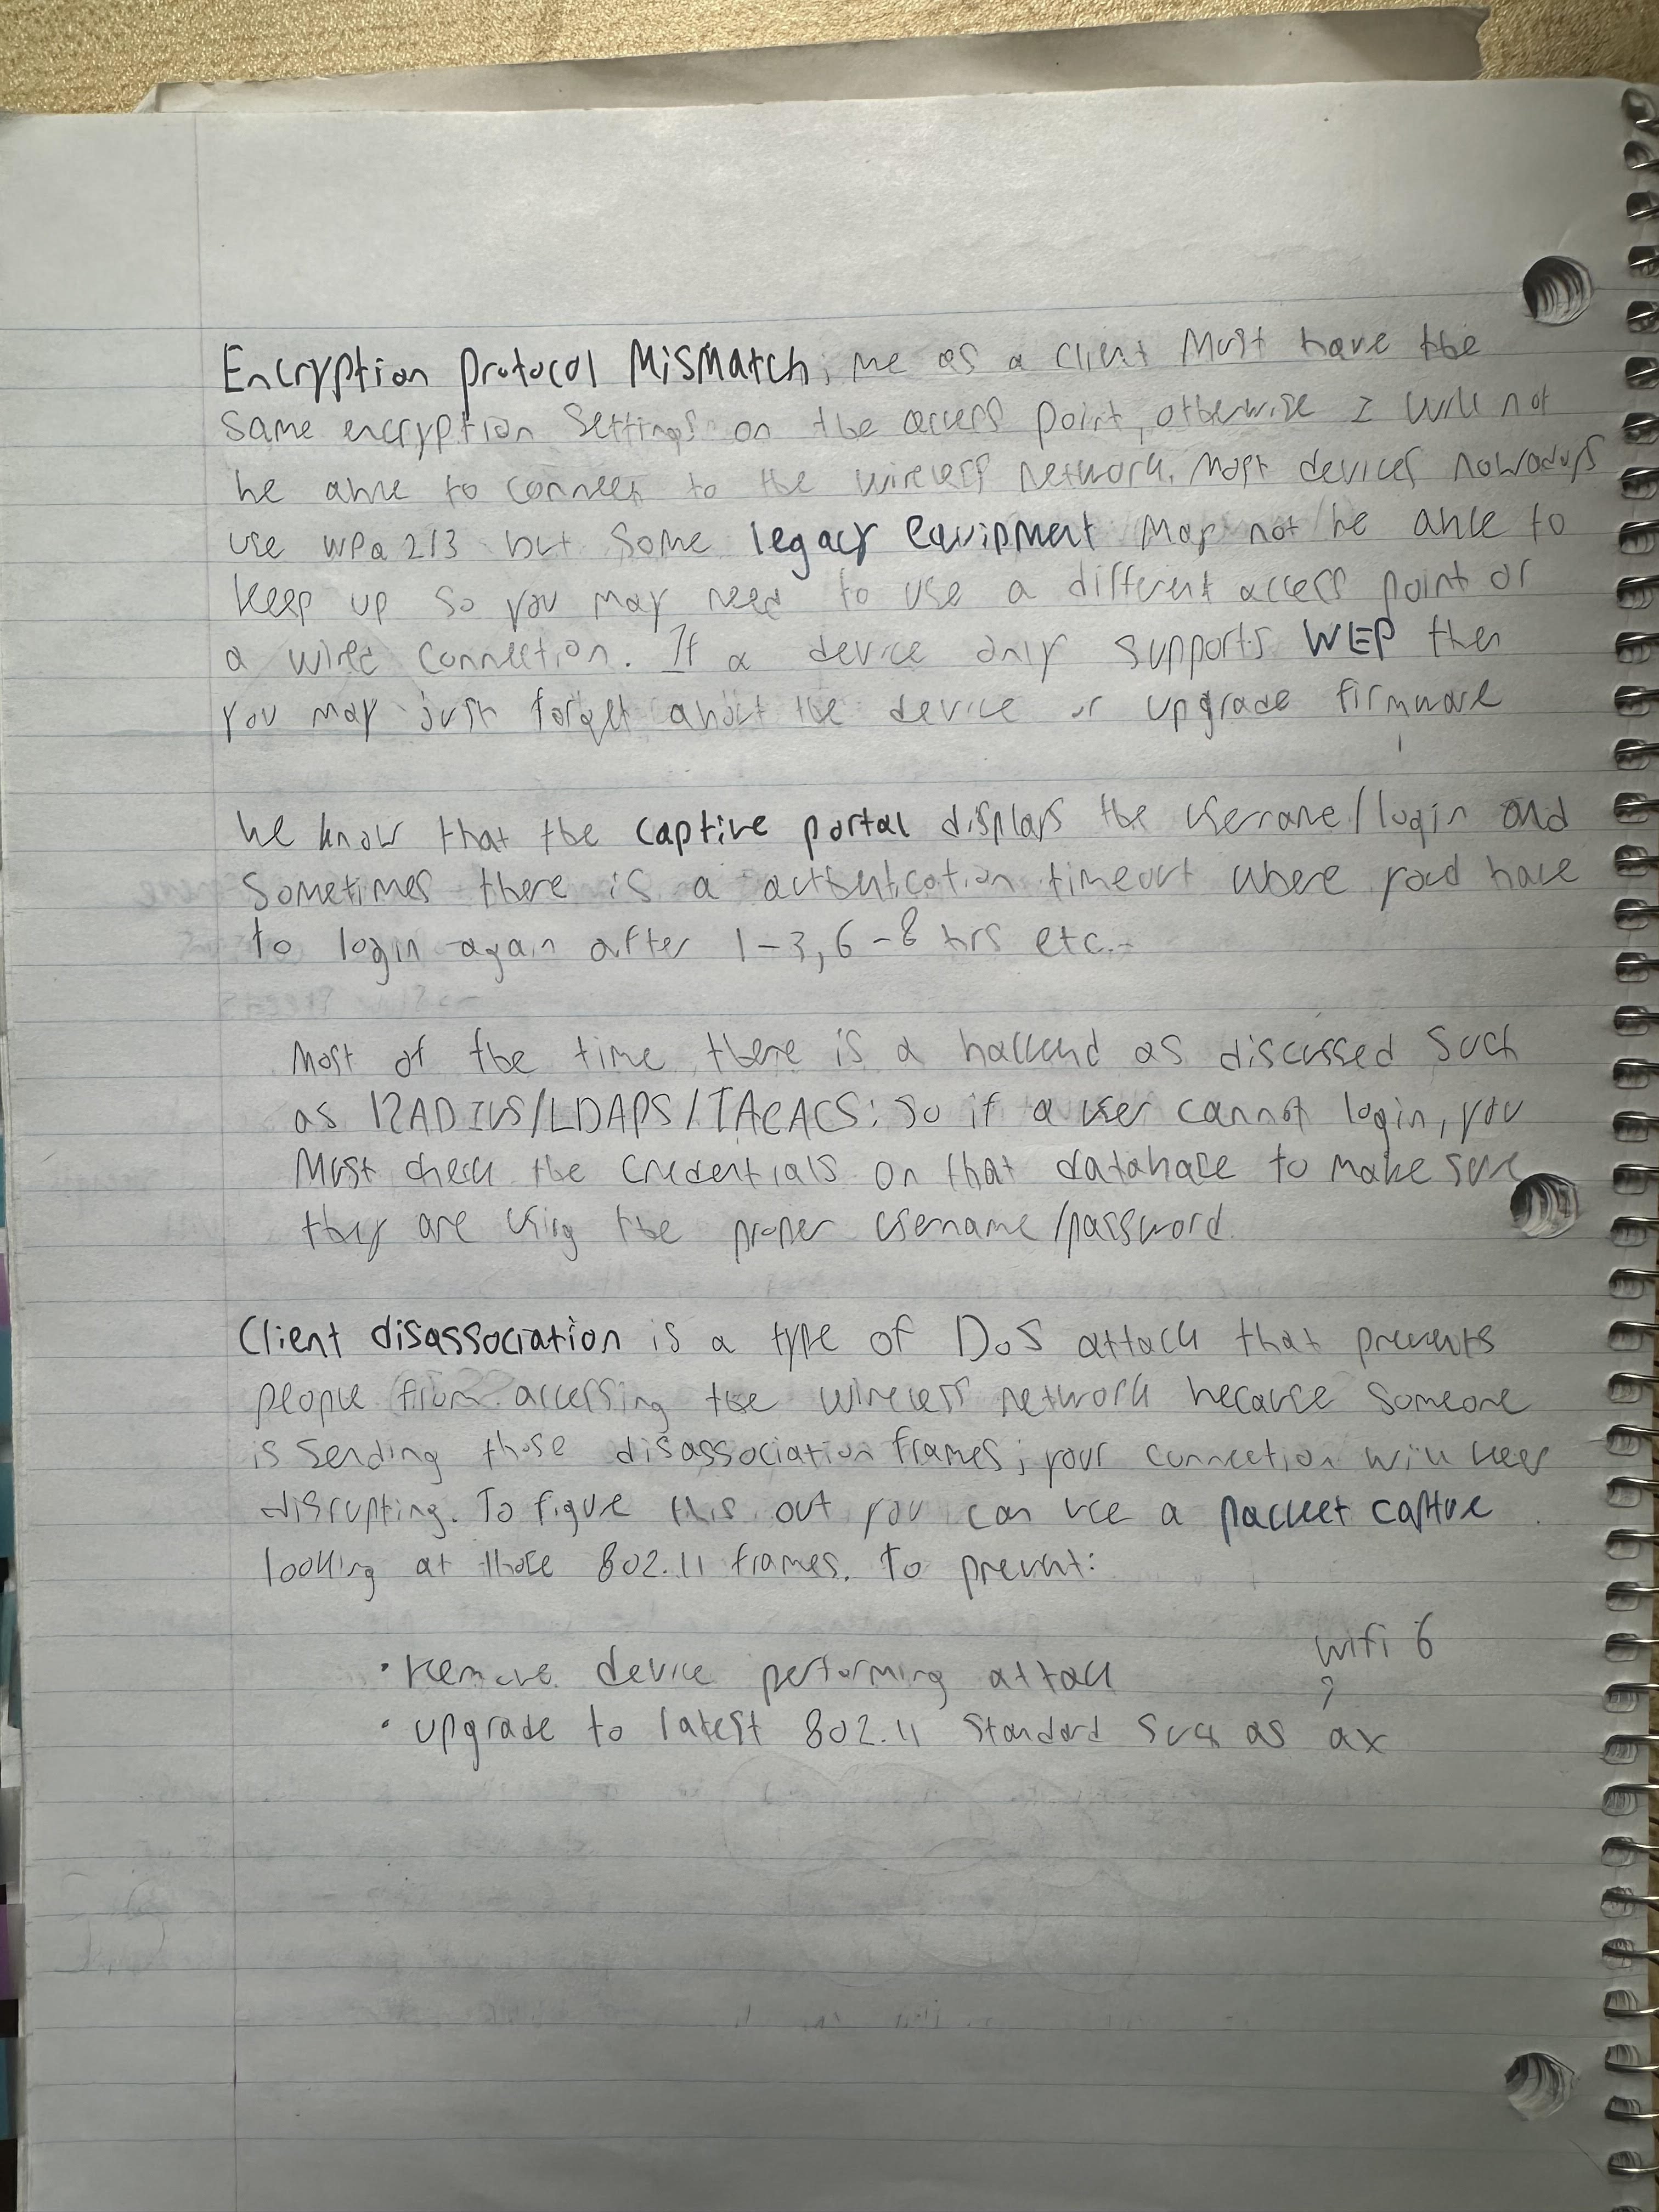 Encryption protocol Mismatch; me as a client Must have the
same encryption settings on the access point, otherwise I will not
be able to connect to the wireless network. Most devices nowadays
use WPa 2/3 but some legacy equipment may not be able to
keep up so you may need to use a different access point or
a wired connection. If a device only supports WEP then
you may just forget about the device or upgrade firmware
We know that the captive portal displays the username/login and
sometimes there is a authentication timeout where youd have
to login again after 1-3, 6-8 hrs etc.
Most of the time, there is a backend as discussed such
as RADIUS/LDAPS/TACACS: so if a user cannot login, you
Must check the credentials on that database to make sure
they are using the proper username/password.
Client disassociation is a type of DoS attack that prevents
people from accessing the wireless network because someone
is sending those disassociation frames; your connection will keep
disrupting. To figure this out you can use a packet capture
looking at those 802.11 frames. To prevent:
wifi 6
• Remove device performing attack
• upgrade to latest 802.11 standard such as ax